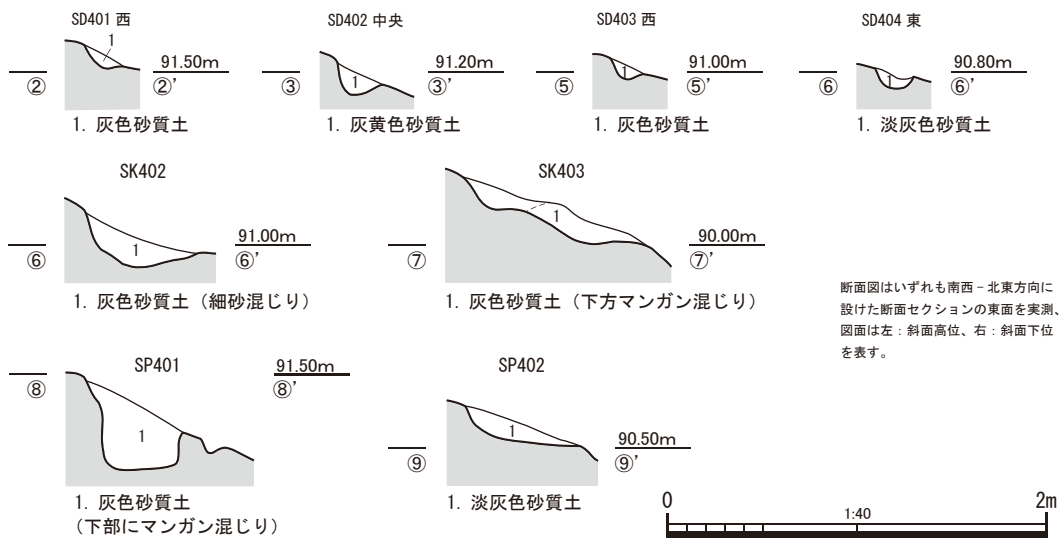 SD401 西
1
② 91.50m ②'
1. 灰色砂質土
SD402 中央
1
③ 91.20m ③'
1. 灰黄色砂質土
SD403 西
1
⑤ 91.00m ⑤'
1. 灰色砂質土
SD404 東
1
⑥ 90.80m ⑥'
1. 淡灰色砂質土
SK402
1
⑥ 91.00m ⑥'
1. 灰色砂質土（細砂混じり）
SK403
1
⑦ 90.00m ⑦'
1. 灰色砂質土（下方マンガン混じり）
断面図はいずれも南西－北東方向に
設けた断面セクションの東面を実測、
図面は左：斜面高位、右：斜面下位
を表す。
SP401
1
⑧ 91.50m ⑧'
1. 灰色砂質土
（下部にマンガン混じり）
SP402
1
⑨ 90.50m ⑨'
1. 淡灰色砂質土
0 1:40 2m